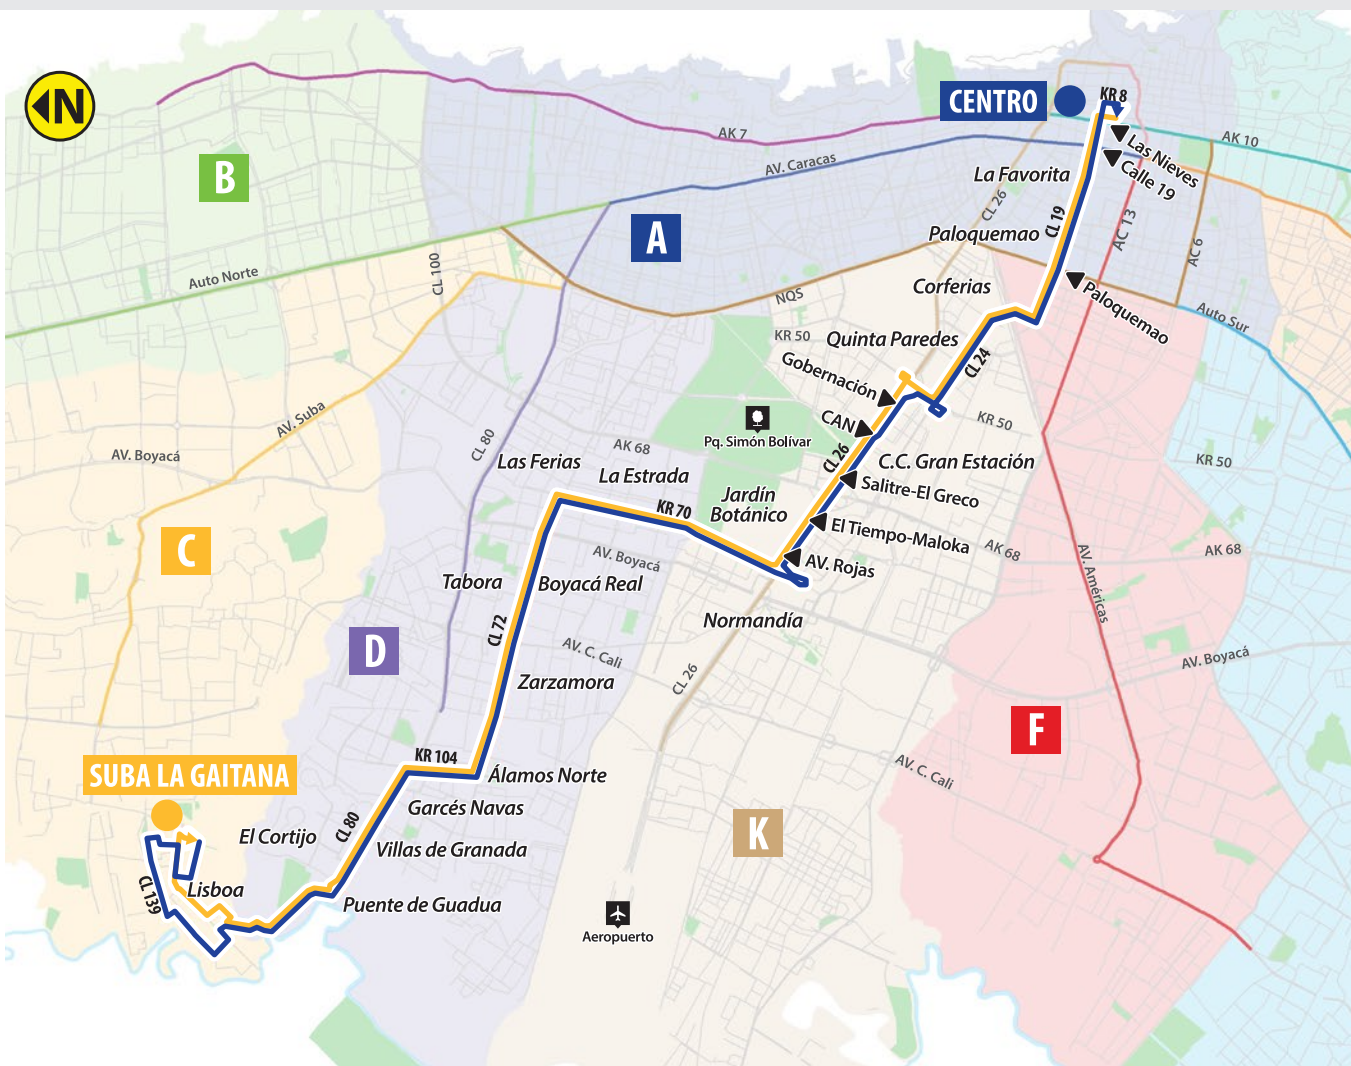 N
CENTRO
KR 8
Las Nieves
Calle 19
AK 10
AK 7
AV. Caracas
B
A
La Favorita
CL 26
CL 19
Paloquemao
AC 13
AC 6
Auto Norte
CL 100
NQS
Corferias
Paloquemao
Auto Sur
KR 50
Quinta Paredes
Gobernación
CL 24
CAN
KR 50
AV. Suba
CL 80
AV. Boyacá
AK 68
Pq. Simón Bolívar
Las Ferias
La Estrada
CL 26
C.C. Gran Estación
KR 50
Salitre-El Greco
Jardín
Botánico
KR 70
El Tiempo-Maloka
C
AV. Boyacá
AV. Rojas
AK 68
AK 68
AV. Américas
Tabora
Boyacá Real
Normandía
CL 72
D
AV. C. Cali
CL 26
AV. Boyacá
Zarzamora
F
SUBA LA GAITANA
KR 104
Álamos Norte
AV. C. Cali
Garcés Navas
El Cortijo
CL 80
Villas de Granada
K
CL 139
Lisboa
Puente de Guadua
Aeropuerto